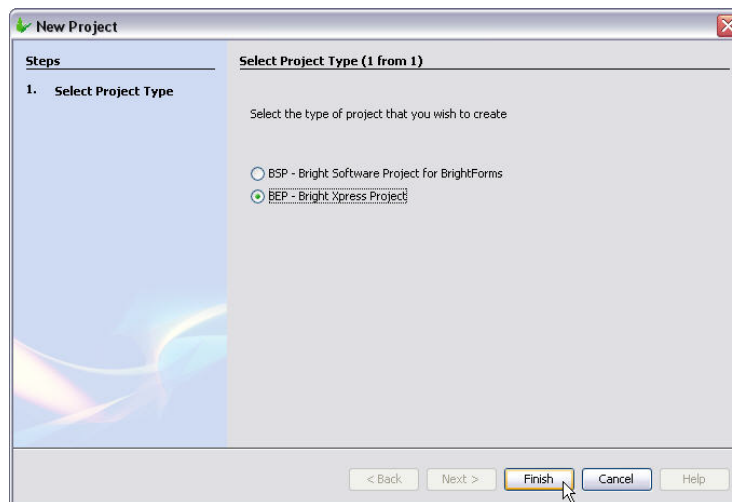 New Project
Steps
1. Select Project Type
Select Project Type (1 from 1)
Select the type of project that you wish to create
BSP - Bright Software Project for BrightForms
BEP - Bright Xpress Project
< Back
Next >
Finish
Cancel
Help